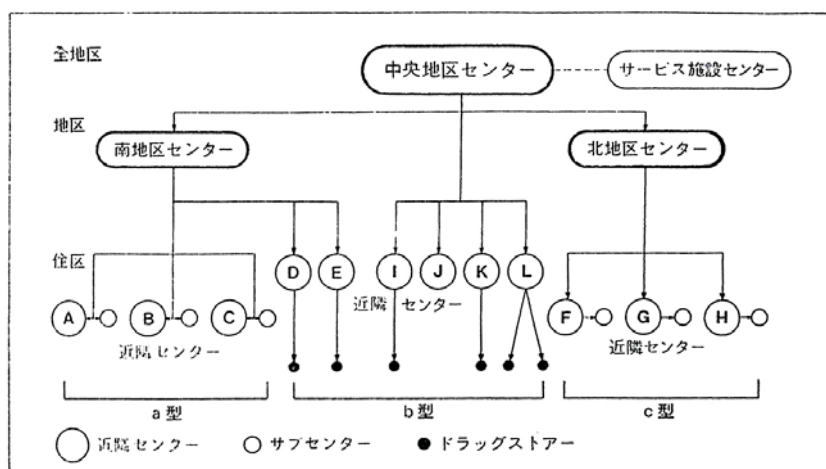 全地区
中央地区センター
サービス施設センター
地区
南地区センター
北地区センター
住区
D E I J K L
近隣 センター
A B C F G H
近隣センター
近隣センター
a型
b型
c型
近隣センター
サブセンター
ドラッグストアー